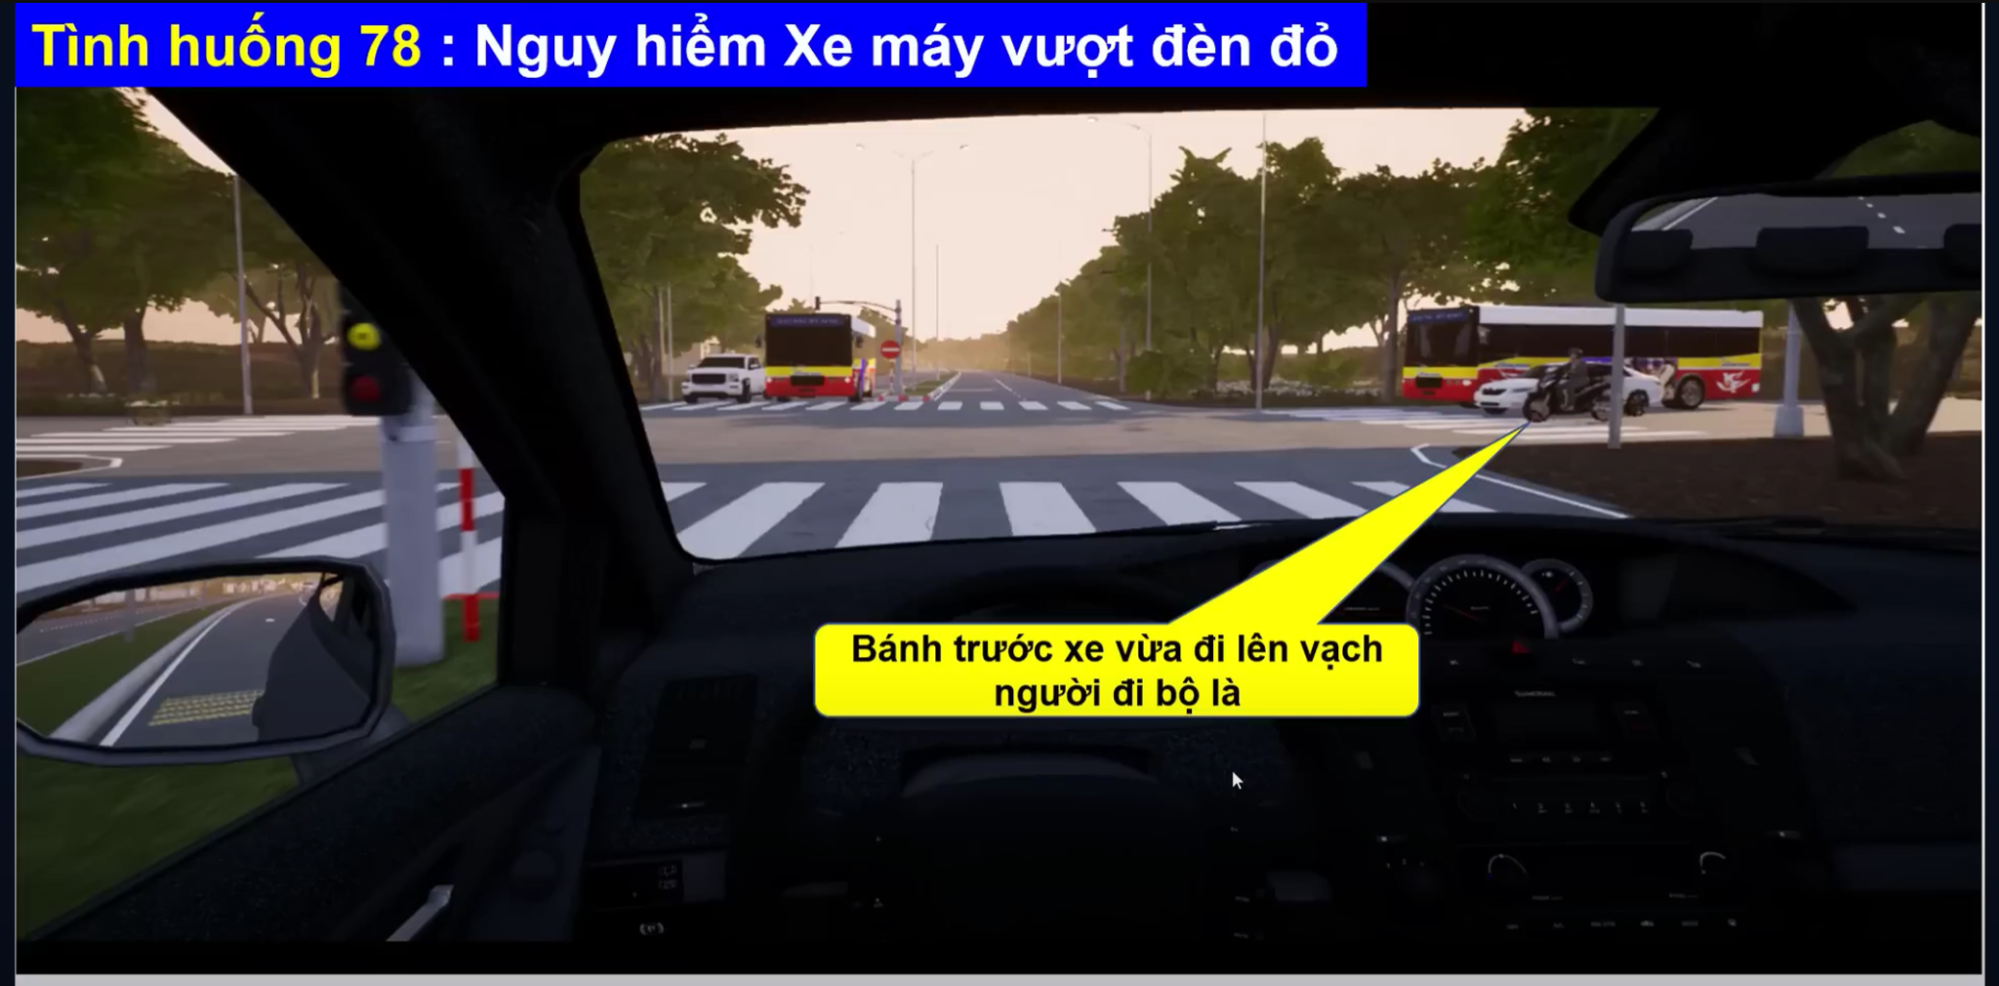 Tình huống 78 : Nguy hiểm Xe máy vượt đèn đỏ
Bánh trước xe vừa đi lên vạch
người đi bộ là